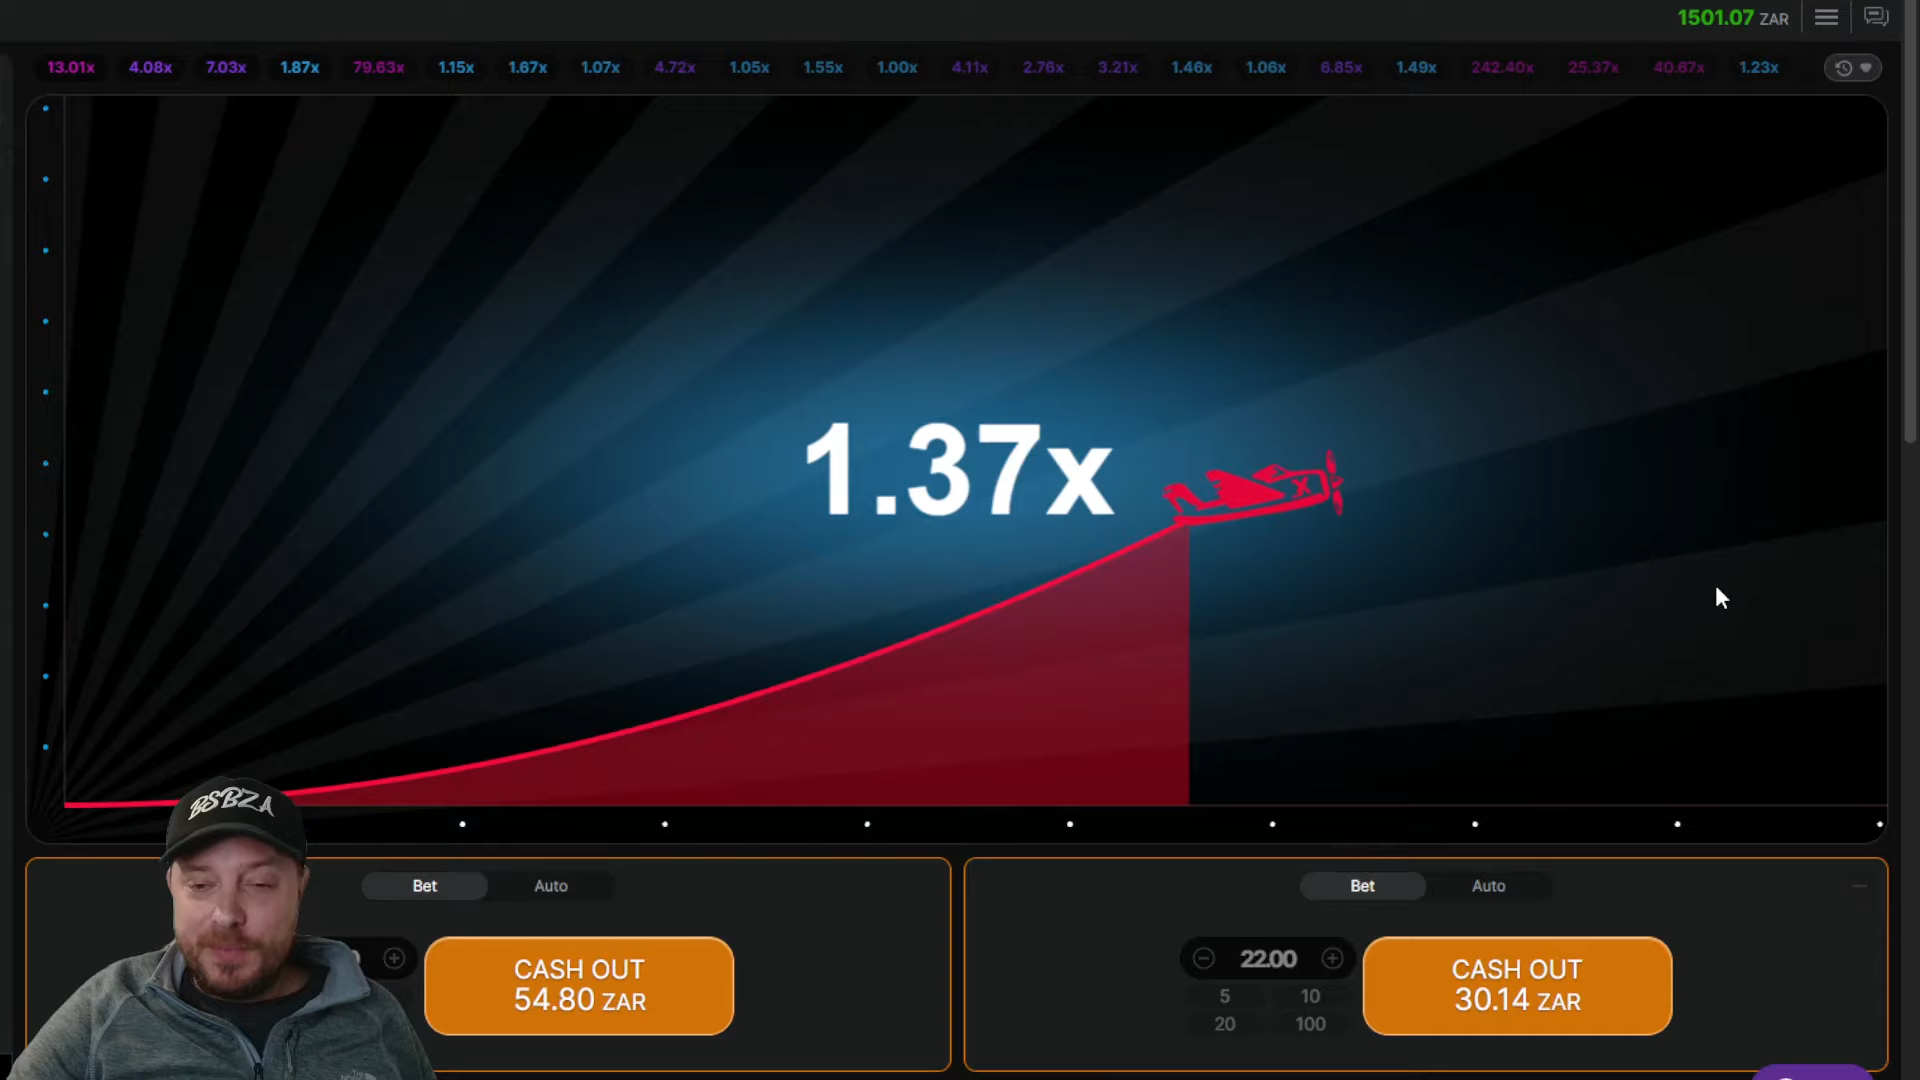 1501.07 ZAR
13.01x 4.08x 7.03x 1.87x 79.63x 1.15x 1.67x 1.07x 4.72x 1.05x 1.55x 1.00x 4.11x 2.76x 3.21x 1.46x 1.06x 6.85x 1.49x 242.40x 25.37x 40.67x 1.23x
1.37x
X
BSBZA
Bet Auto
CASH OUT
54.80 ZAR
Bet Auto
22.00
5 10
20 100
CASH OUT
30.14 ZAR